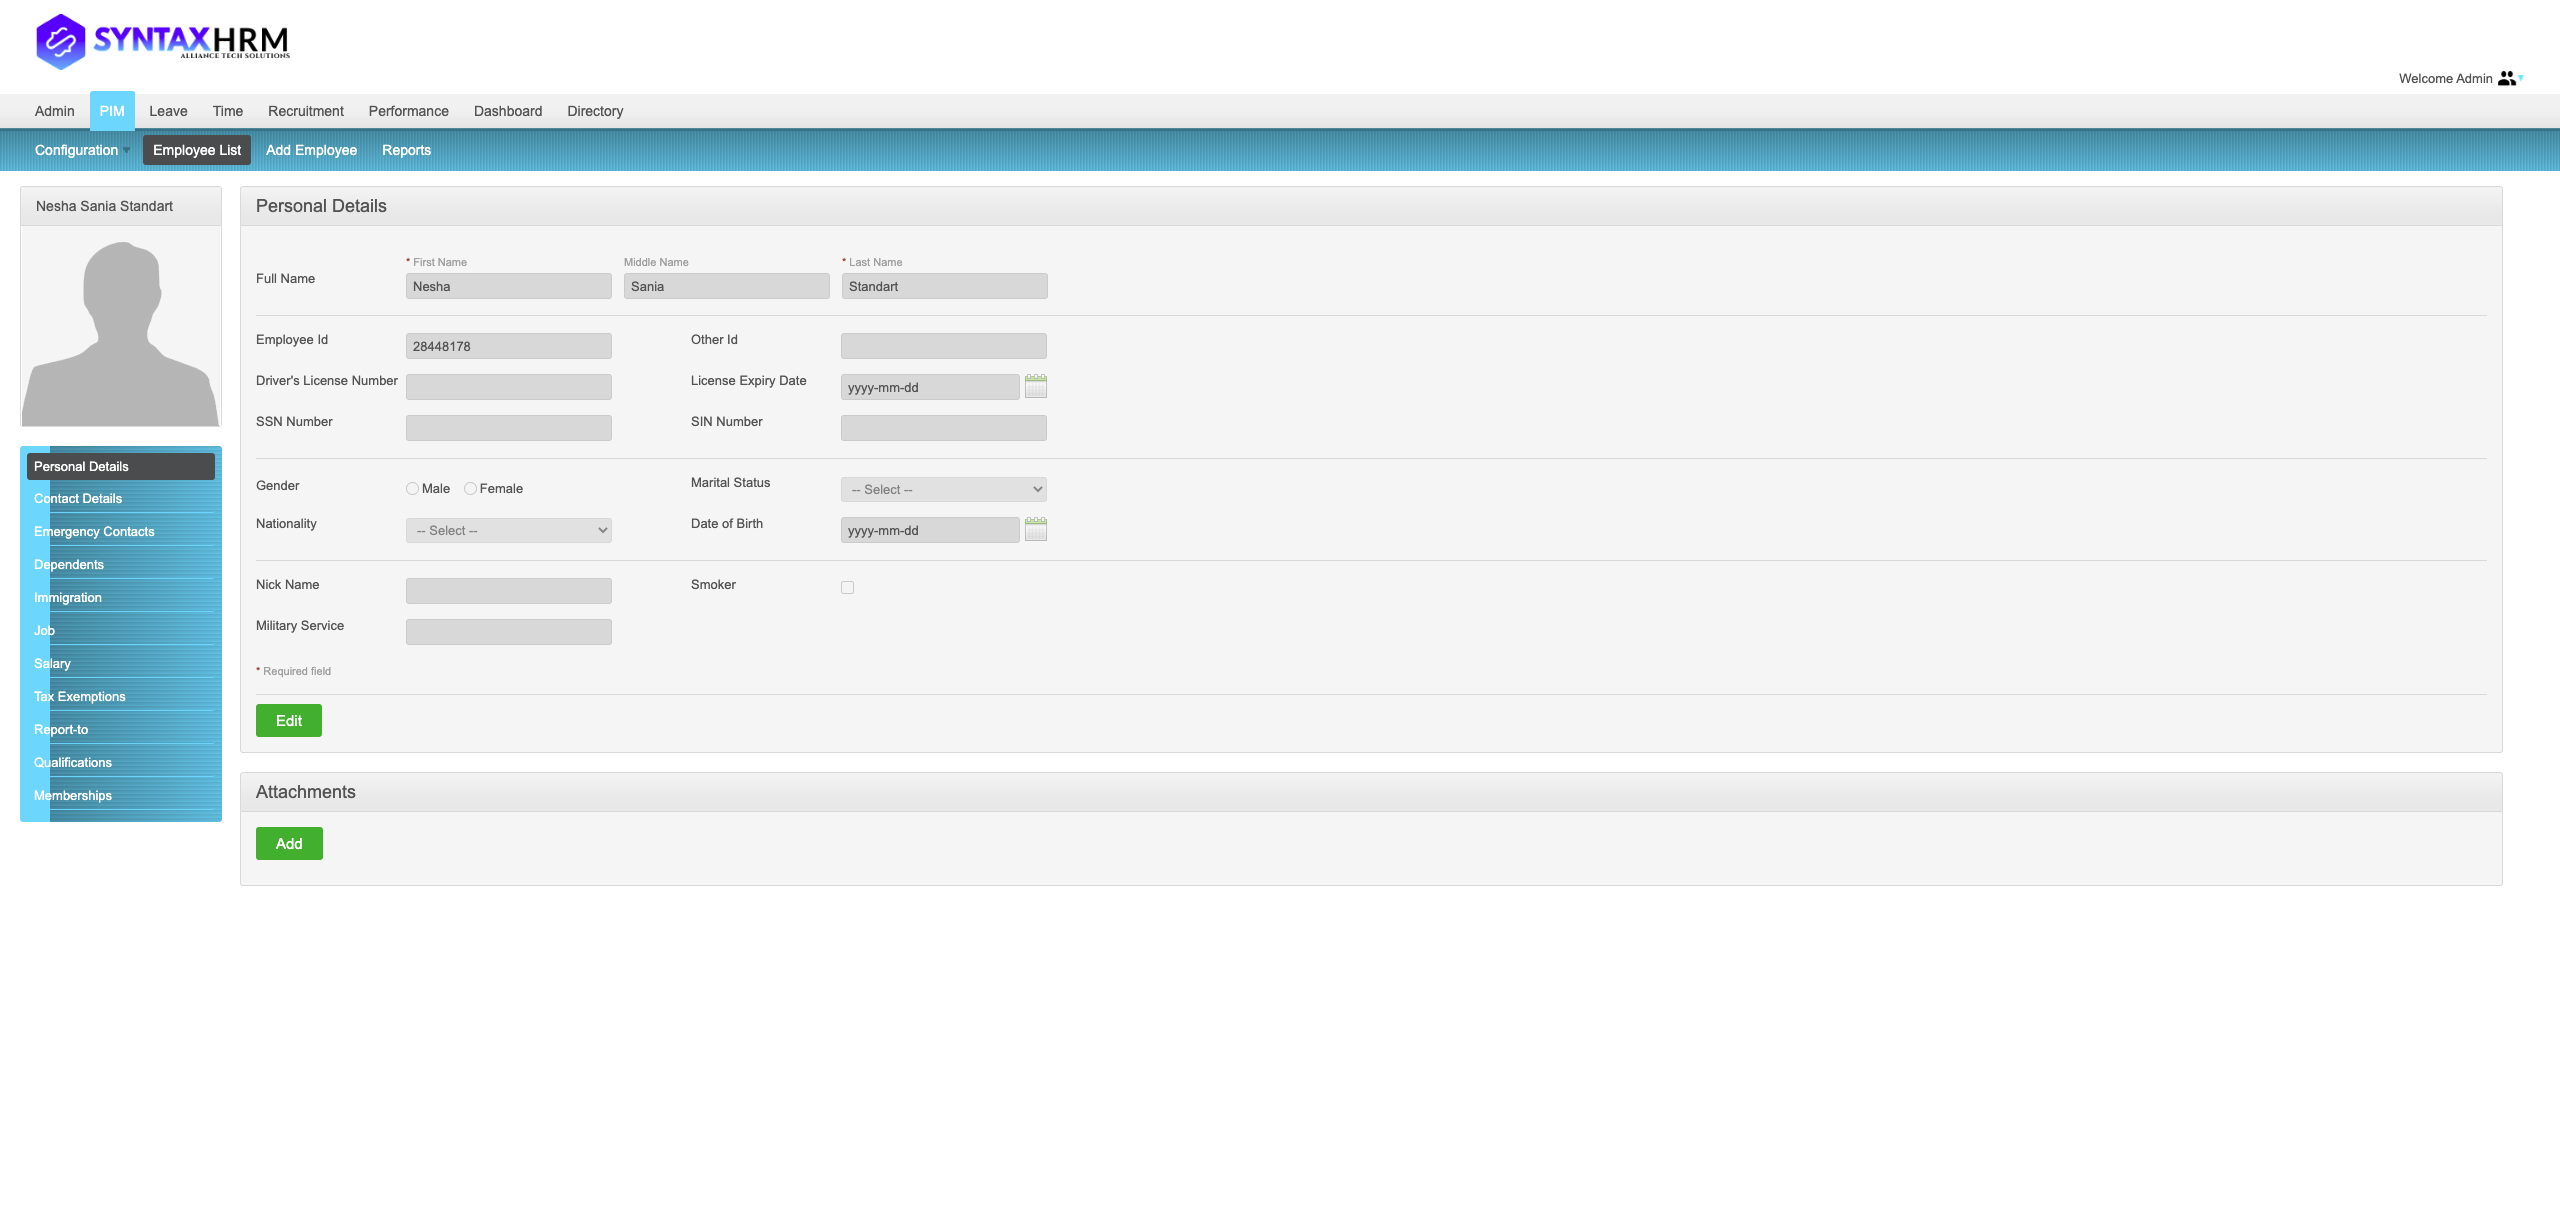 SYNTAXHRM
ALLIANCE TECH SOLUTIONS
Welcome Admin
Admin PIM Leave Time Recruitment Performance Dashboard Directory
Configuration Employee List Add Employee Reports
Nesha Sania Standart
Personal Details
Contact Details
Emergency Contacts
Dependents
Immigration
Job
Salary
Tax Exemptions
Report-to
Qualifications
Memberships
Personal Details
* First Name Middle Name * Last Name
Full Name Nesha Sania Standart
Employee Id 28448178 Other Id
Driver's License Number License Expiry Date yyyy-mm-dd
SSN Number SIN Number
Gender Male Female Marital Status -- Select --
Nationality -- Select -- Date of Birth yyyy-mm-dd
Nick Name Smoker
Military Service
* Required field
Edit
Attachments
Add